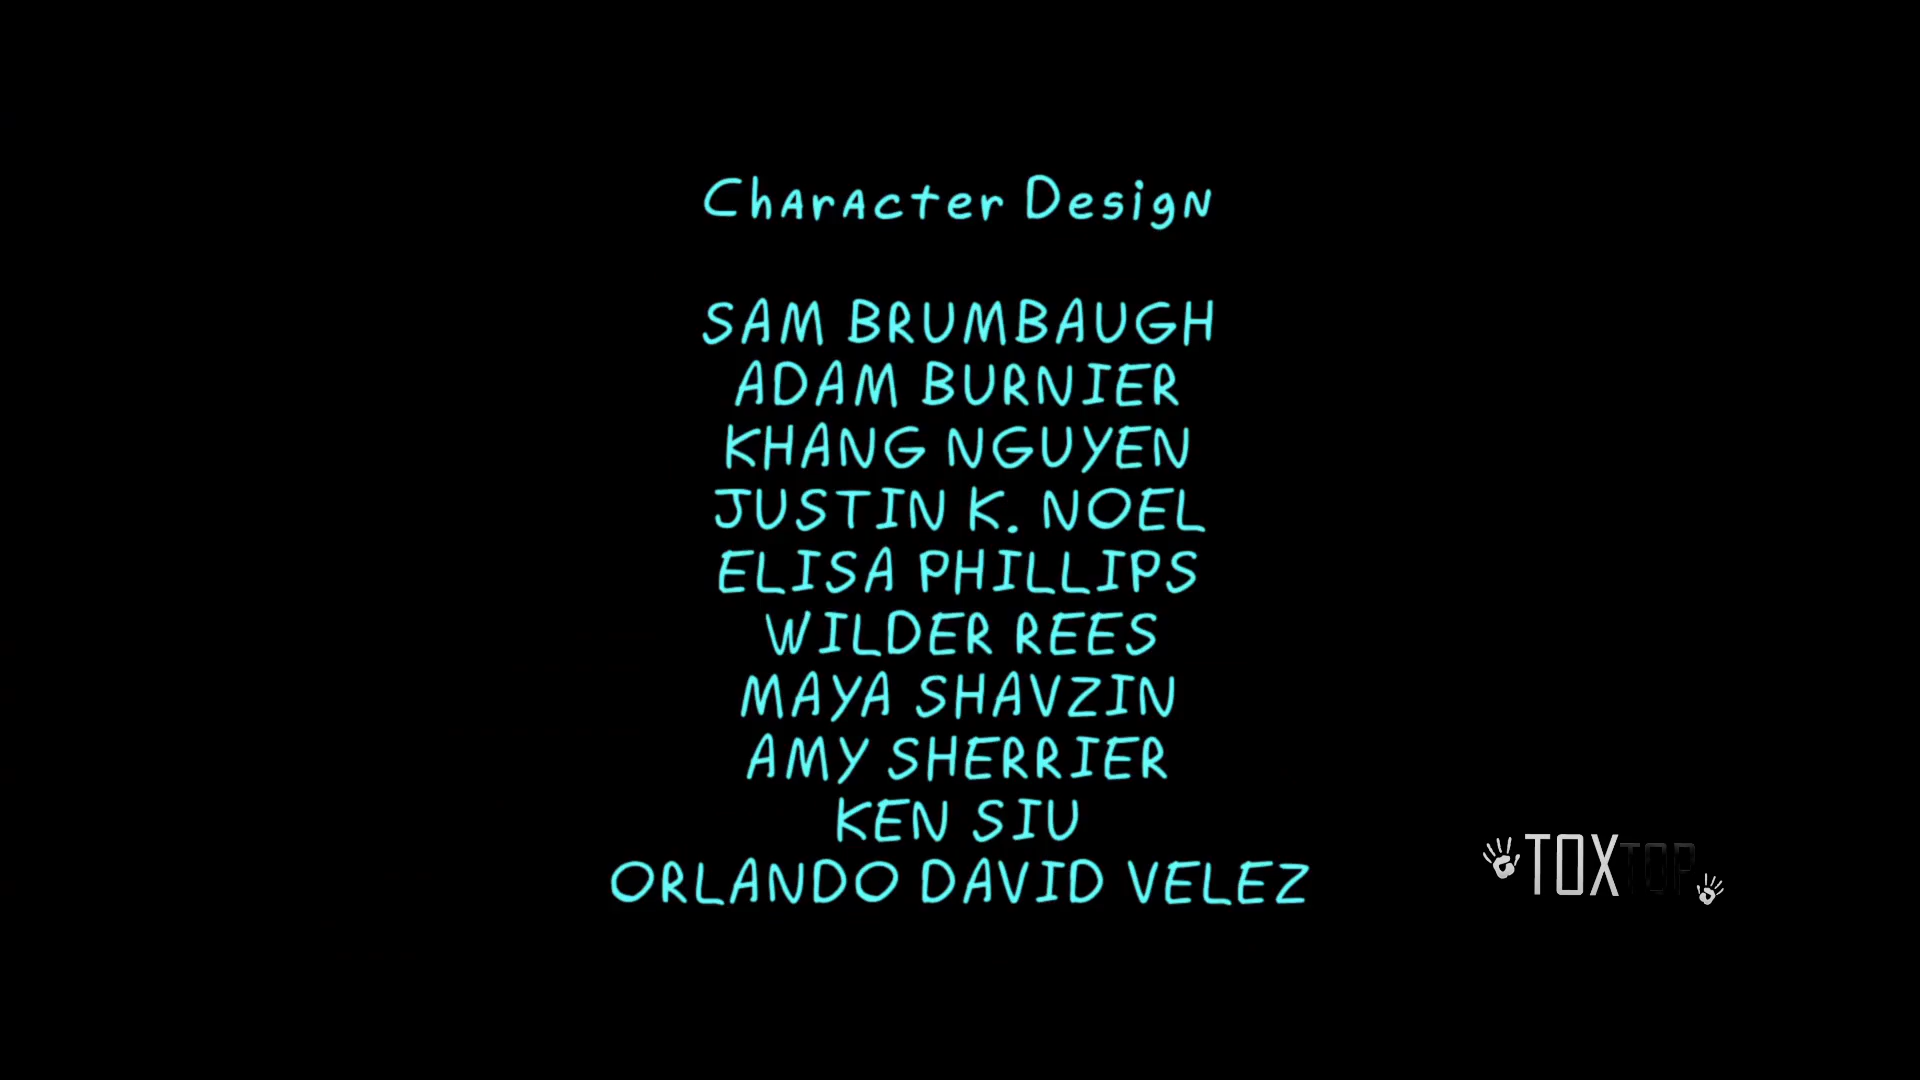 Character Design
SAM BRUMBAUGH
ADAM BURNIER
KHANG NGUYEN
JUSTIN K. NOEL
ELISA PHILLIPS
WILDER REES
MAYA SHAVZIN
AMY SHERRIER
KEN SIU
ORLANDO DAVID VELEZ
TOXTOP